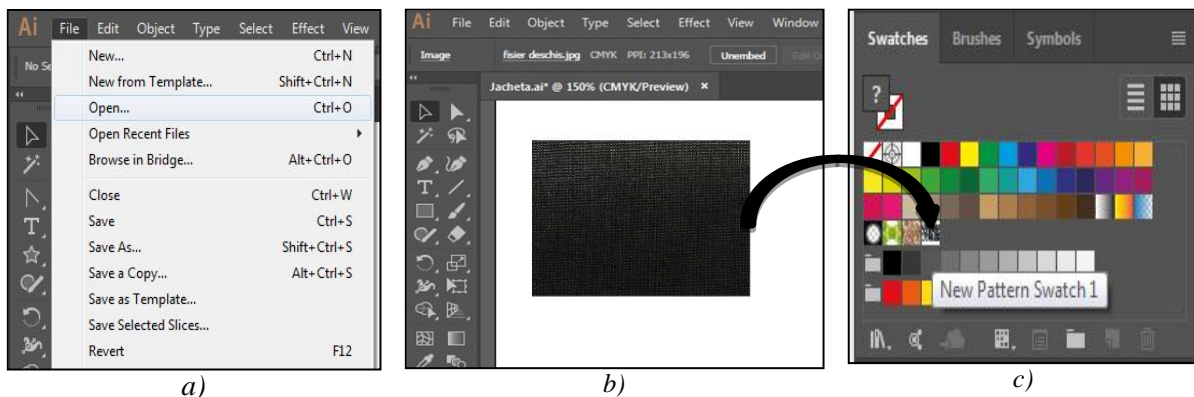 Ai File Edit Object Type Select Effect View
No Se
New... Ctrl+N
New from Template... Shift+Ctrl+N
Open... Ctrl+O
Open Recent Files
Browse in Bridge... Alt+Ctrl+O
Close Ctrl+W
Save Ctrl+S
Save As... Shift+Ctrl+S
Save a Copy... Alt+Ctrl+S
Save as Template...
Save Selected Slices...
Revert F12
a)
Ai File Edit Object Type Select Effect View Window
Image fisier deschis.jpg CMYK PPI: 213x196 Unembed Edit O
Jacheta.ai* @ 150% (CMYK/Preview) ×
b)
Swatches Brushes Symbols
?
New Pattern Swatch 1
c)